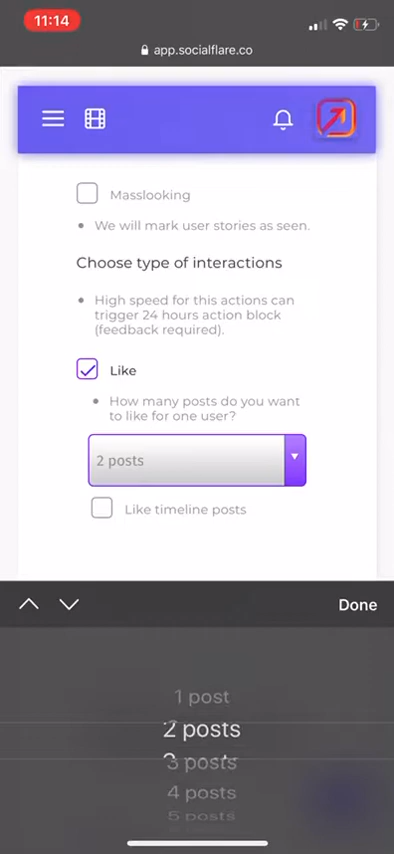 11:14
app.socialflare.co
Masslooking
• We will mark user stories as seen.
Choose type of interactions
• High speed for this actions can
trigger 24 hours action block
(feedback required).
Like
• How many posts do you want
to like for one user?
2 posts
Like timeline posts
Done
1 post
2 posts
3 posts
4 posts
5 posts